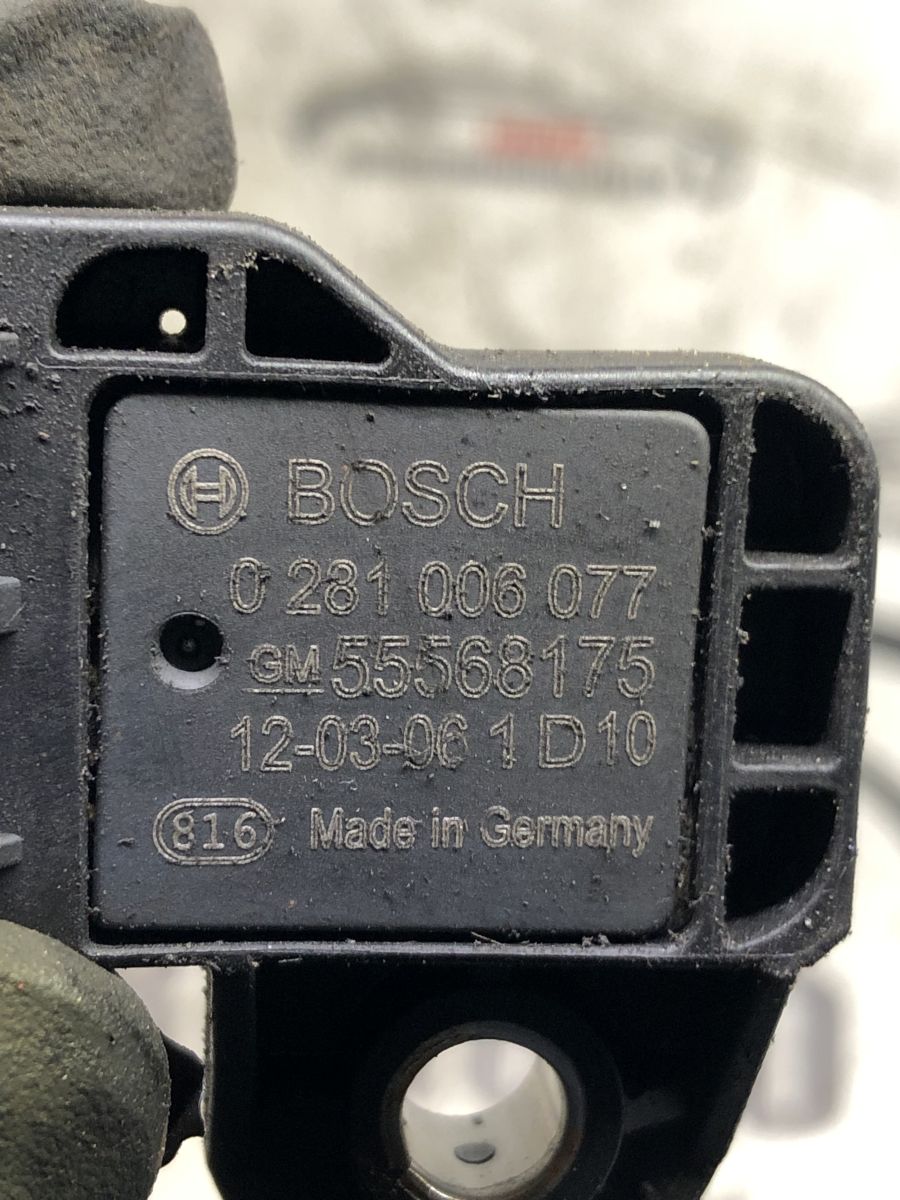 BOSCH
0 281 006 077
GM 55568175
12-03-06 1 D10
816 Made in Germany